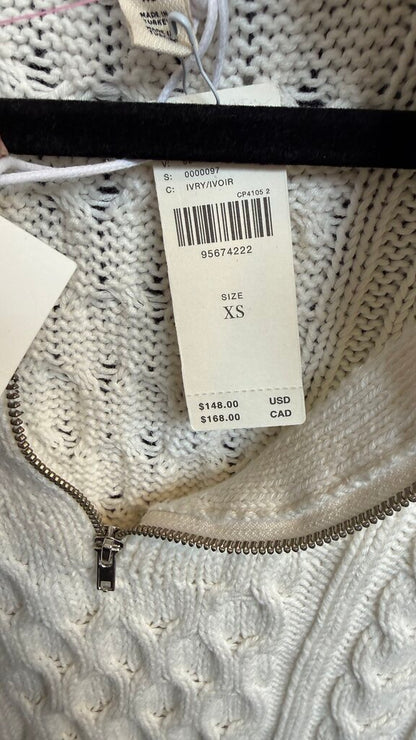 MADE IN
TURKEY
S: 0000097
C: IVRY/IVOIR
CP4105 2
95674222
SIZE
XS
$148.00 USD
$168.00 CAD